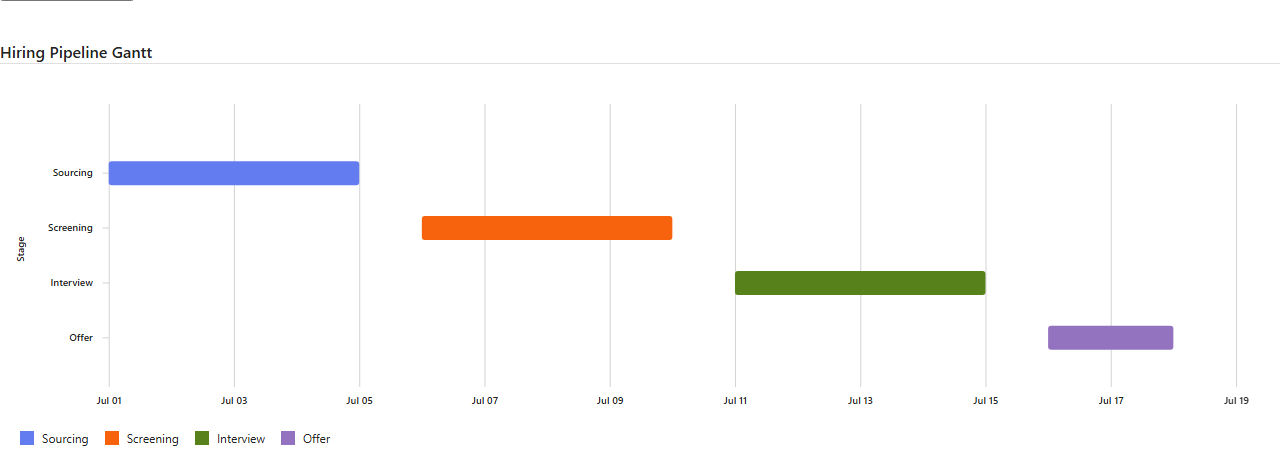 Hiring Pipeline Gantt
Stage
Sourcing
Screening
Interview
Offer
Jul 01 Jul 03 Jul 05 Jul 07 Jul 09 Jul 11 Jul 13 Jul 15 Jul 17 Jul 19
Sourcing Screening Interview Offer